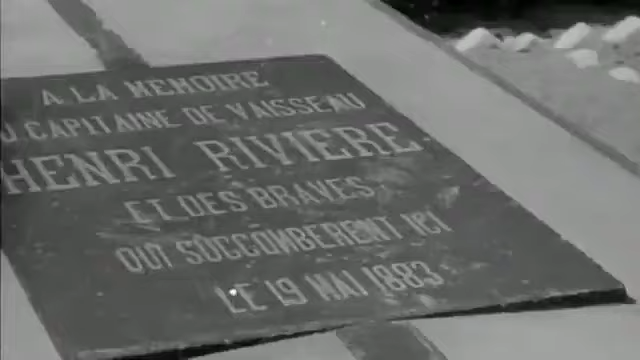 A LA MEMOIRE
U CAPITAINE DE VAISSEAU
HENRI RIVIERE
ET DES BRAVES
QUI SUCCOMBERENT ICI
LE 19 MAI 1883